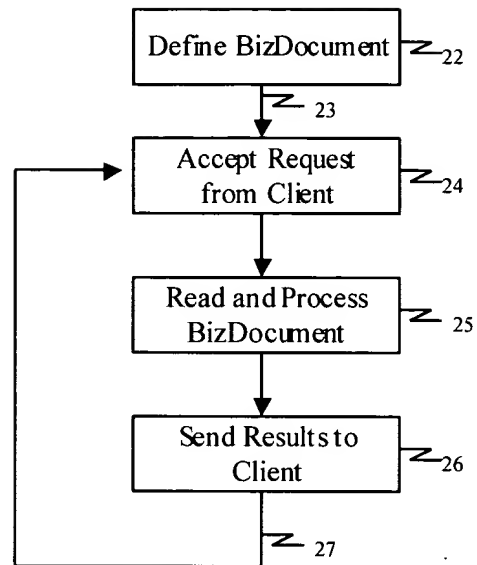 Define BizDocument
22
23
Accept Request
from Client
24
Read and Process
BizDocument
25
Send Results to
Client
26
27